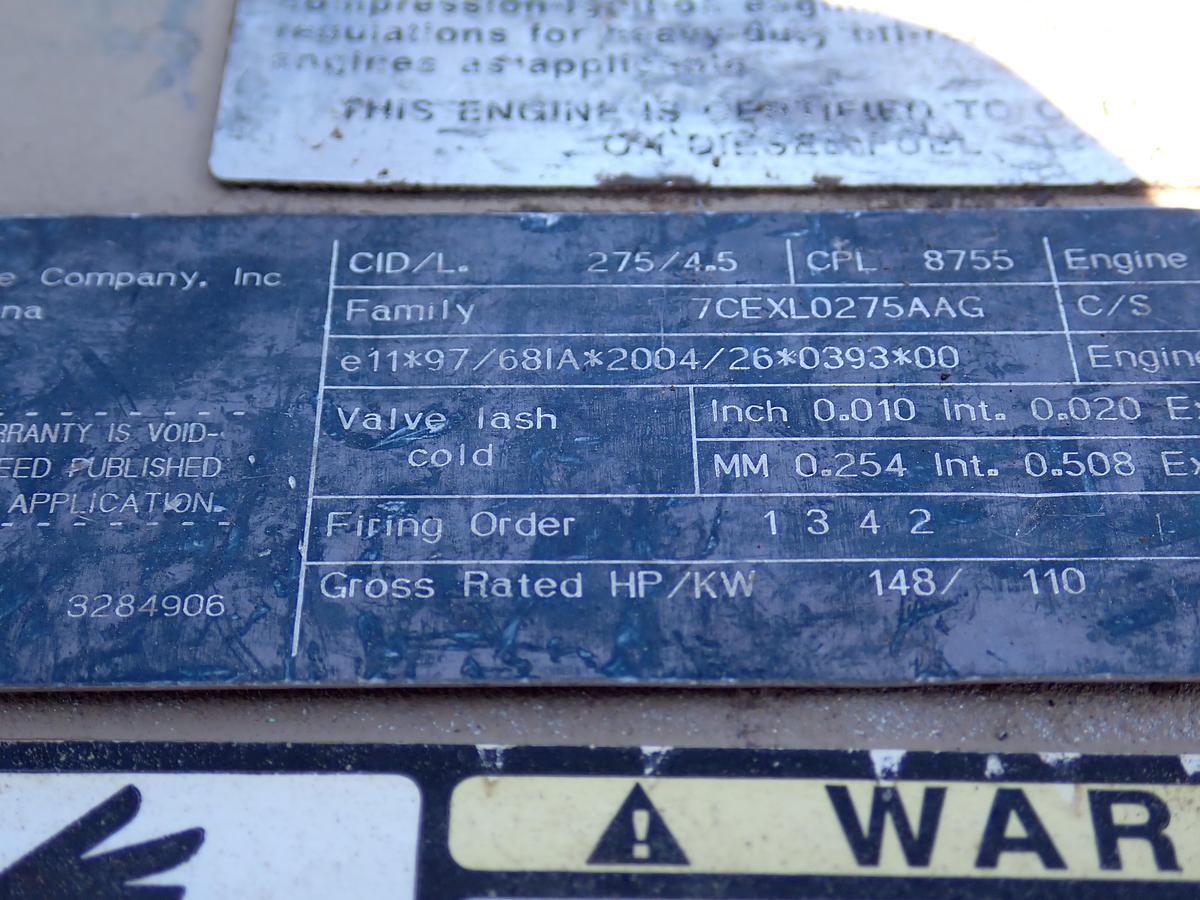 compression-ignition
regulations for heavy-duty
engines as applicable
THIS ENGINE IS CERTIFIED TO
ON DIESEL FUEL
e Company, Inc
na
CID/L. 275/4.5 CPL 8755 Engine
Family 7CEXL0275AAG C/S
e11*97/68IA*2004/26*0393*00 Engine
Valve lash cold
Inch 0.010 Int. 0.020 Ex
MM 0.254 Int. 0.508 Ex
RRANTY IS VOID-
EED PUBLISHED
APPLICATION.
Firing Order 1 3 4 2
Gross Rated HP/KW 148/ 110
3284906
WAR